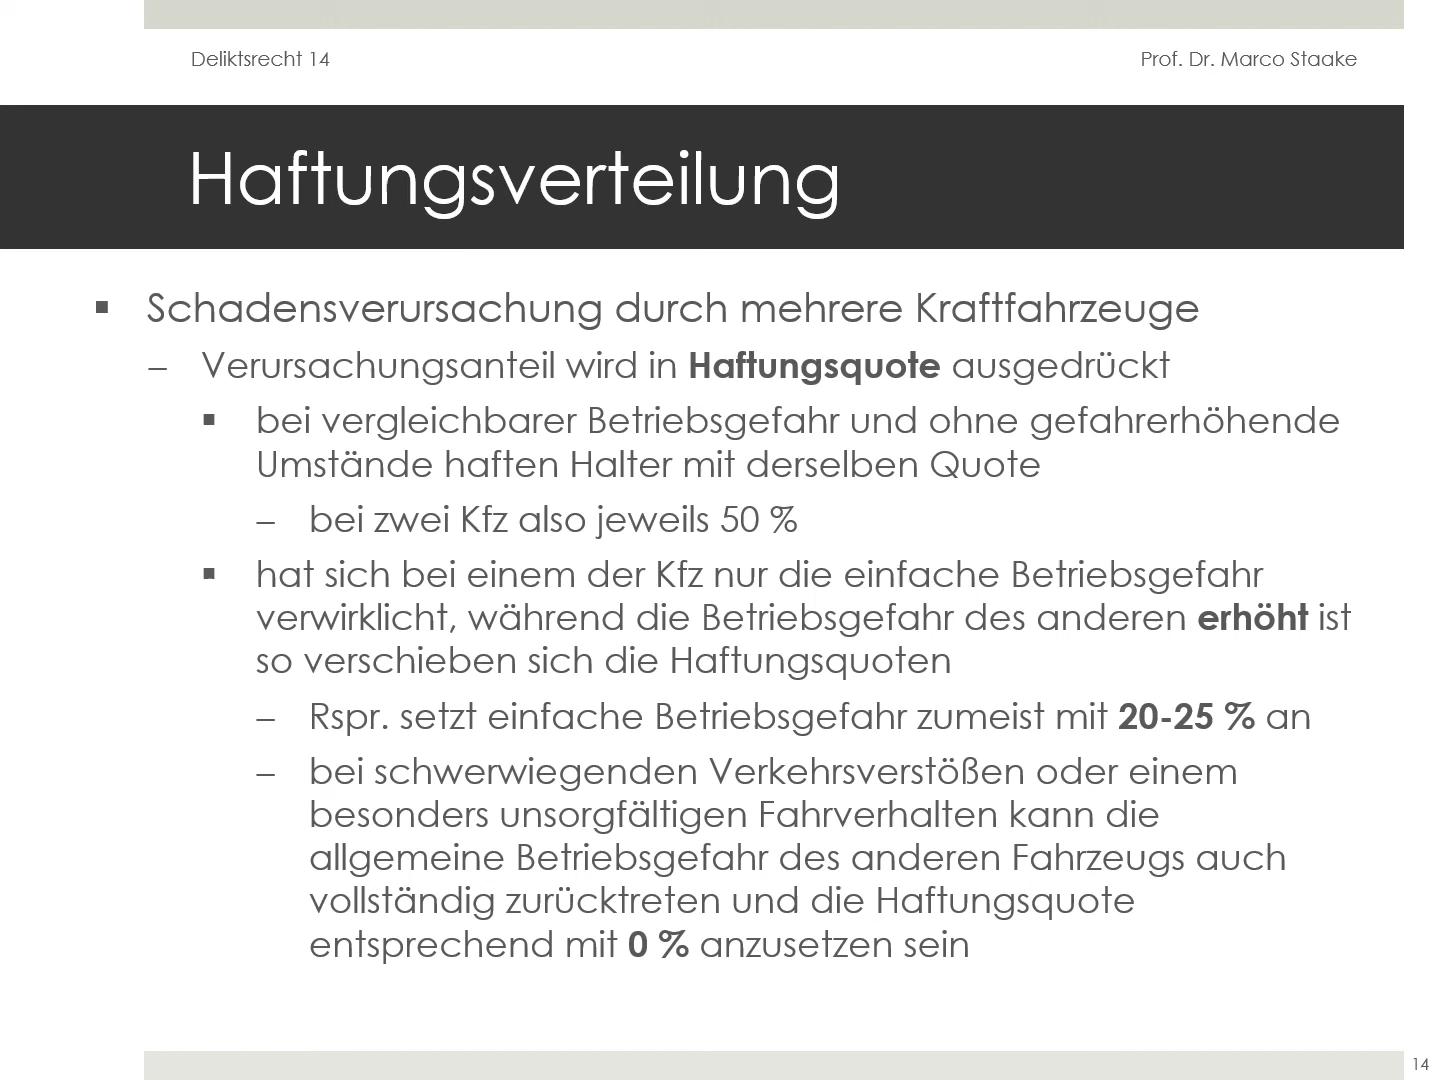 Deliktsrecht 14
Prof. Dr. Marco Staake
Haftungsverteilung
▪ Schadensverursachung durch mehrere Kraftfahrzeuge
– Verursachungsanteil wird in Haftungsquote ausgedrückt
▪ bei vergleichbarer Betriebsgefahr und ohne gefahrerhöhende
Umstände haften Halter mit derselben Quote
– bei zwei Kfz also jeweils 50 %
▪ hat sich bei einem der Kfz nur die einfache Betriebsgefahr
verwirklicht, während die Betriebsgefahr des anderen erhöht ist
so verschieben sich die Haftungsquoten
– Rspr. setzt einfache Betriebsgefahr zumeist mit 20-25 % an
– bei schwerwiegenden Verkehrsverstößen oder einem
besonders unsorgfältigen Fahrverhalten kann die
allgemeine Betriebsgefahr des anderen Fahrzeugs auch
vollständig zurücktreten und die Haftungsquote
entsprechend mit 0 % anzusetzen sein
14